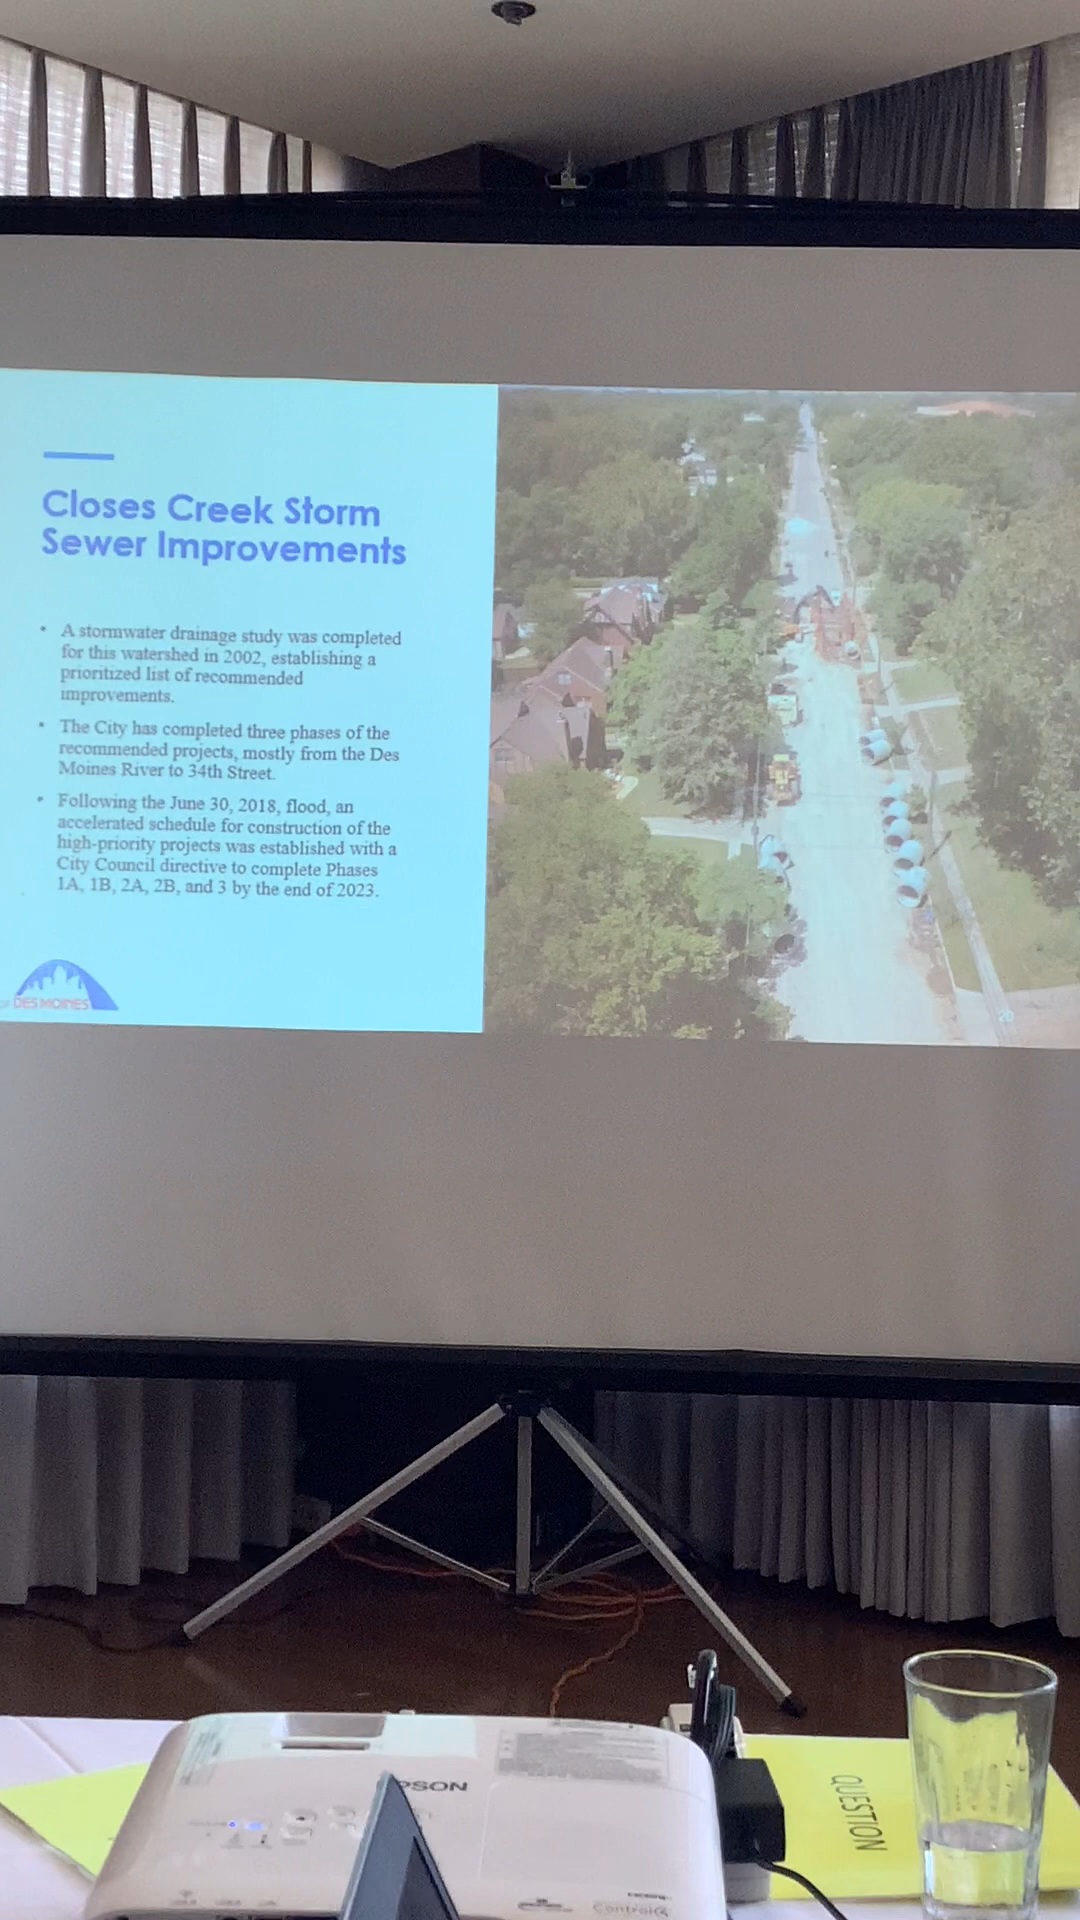 Closes Creek Storm
Sewer Improvements
• A stormwater drainage study was completed
for this watershed in 2002, establishing a
prioritized list of recommended
improvements.
• The City has completed three phases of the
recommended projects, mostly from the Des
Moines River to 34th Street.
• Following the June 30, 2018, flood, an
accelerated schedule for construction of the
high-priority projects was established with a
City Council directive to complete Phases
1A, 1B, 2A, 2B, and 3 by the end of 2023.
DES MOINES
20
PSON
QUESTION